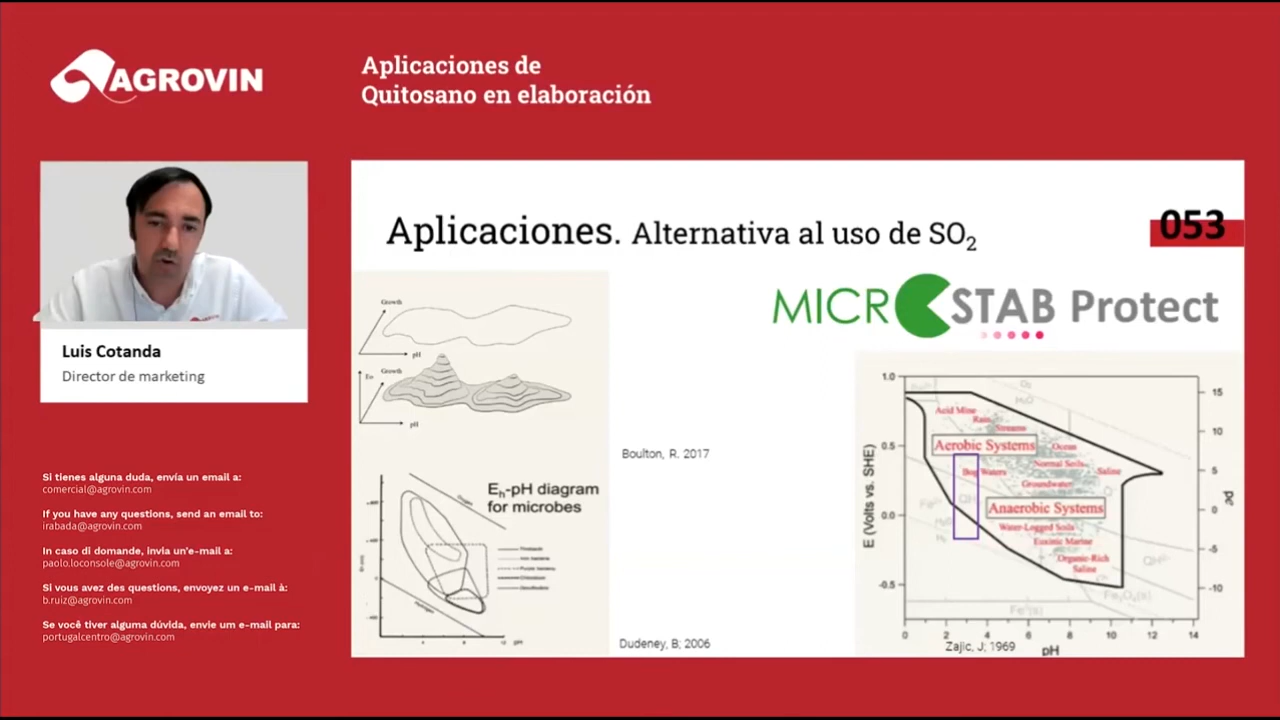 AGROVIN
Aplicaciones de
Quitosano en elaboración
Luis Cotanda
Director de marketing
Si tienes alguna duda, envía un email a:
comercial@agrovin.com
If you have any questions, send an email to:
irabada@agrovin.com
In caso di domande, invia un'e-mail a:
paolo.loconsole@agrovin.com
Si vous avez des questions, envoyez un e-mail à:
b.ruiz@agrovin.com
Se você tiver alguma dúvida, envie um e-mail para:
portugalcentro@agrovin.com
Aplicaciones. Alternativa al uso de SO₂
053
MICROSTAB Protect
Growth
pH
Eo
Growth
pH
Boulton, R. 2017
Eh-pH diagram
for microbes
Oxygen
Hydrogen
pH
Dudeney, B; 2006
E (Volts vs. SHE)
1.0
0.5
0.0
-0.5
15
10
5
0
-5
-10
pe
O₂
H₂O
Acid Mine
Rain
Streams
Aerobic Systems
Ocean
Normal Soils
Saline
Bog Waters
Groundwater
Anaerobic Systems
Water-Logged Soils
Euxinic Marine
Organic-Rich
Saline
0 2 4 6 8 10 12 14
Zajic, J; 1969
pH